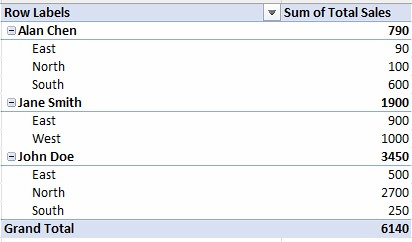 Row Labels Sum of Total Sales
Alan Chen 790
East 90
North 100
South 600
Jane Smith 1900
East 900
West 1000
John Doe 3450
East 500
North 2700
South 250
Grand Total 6140